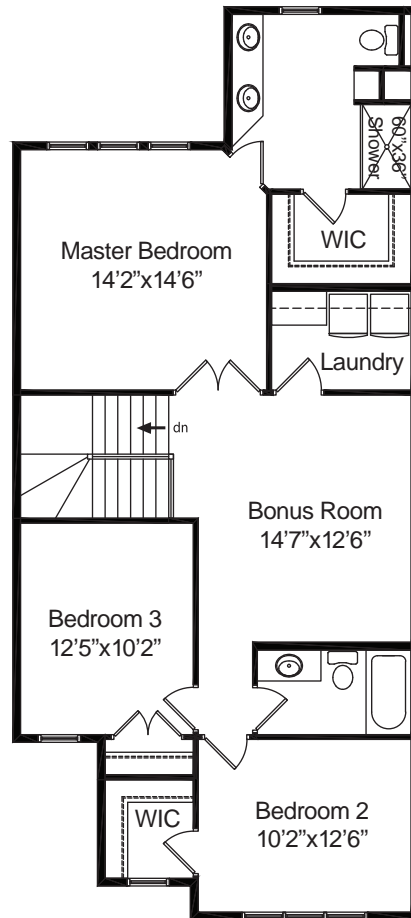 60"x36"
Shower
WIC
Master Bedroom
14’2”x14’6”
Laundry
dn
Bonus Room
14’7”x12’6”
Bedroom 3
12’5”x10’2”
WIC
Bedroom 2
10’2”x12’6”